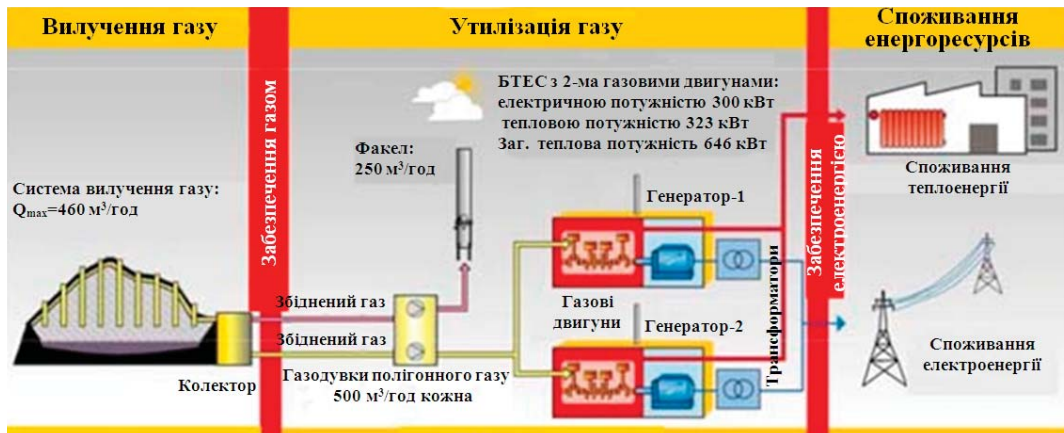 Вилучення газу
Утилізація газу
Споживання
енергоресурсів
Забезпечення газом
БТЕС з 2-ма газовими двигунами:
електричною потужністю 300 кВт
тепловою потужністю 323 кВт
Заг. теплова потужність 646 кВт
Факел:
250 м³/год
Система вилучення газу:
Qmax=460 м³/год
Генератор-1
Забезпечення
електроенергією
Споживання
теплоенергії
Збіднений газ
Збіднений газ
Газові
двигуни
Генератор-2
Трансформатори
Колектор
Газодувки полігонного газу
500 м³/год кожна
Споживання
електроенергії